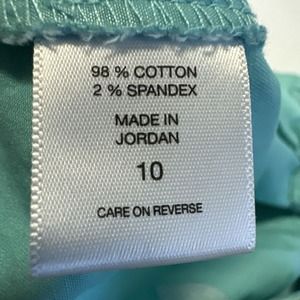 98 % COTTON
2 % SPANDEX
MADE IN
JORDAN
10
CARE ON REVERSE